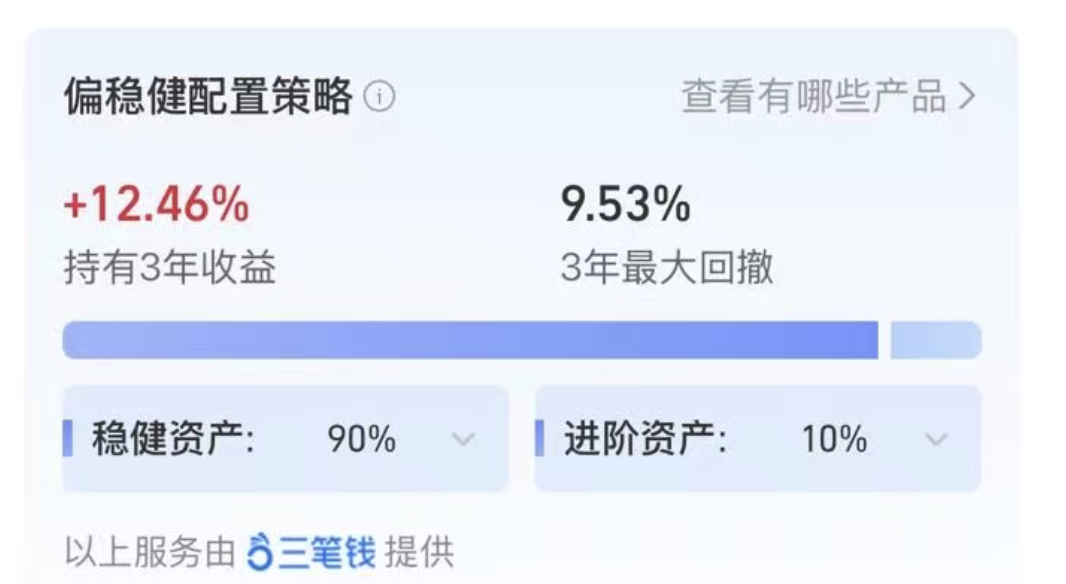 偏稳健配置策略 查看有哪些产品
+12.46% 9.53%
持有3年收益 3年最大回撤
稳健资产: 90% 进阶资产: 10%
以上服务由 三笔钱 提供